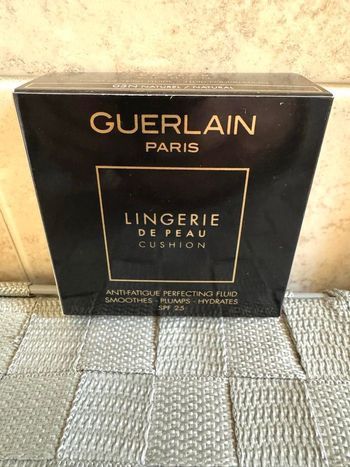 03N NATUREL / NATURAL
GUERLAIN
PARIS
LINGERIE
DE PEAU
CUSHION
ANTI-FATIGUE PERFECTING FLUID
SMOOTHES - PLUMPS - HYDRATES
SPF 25